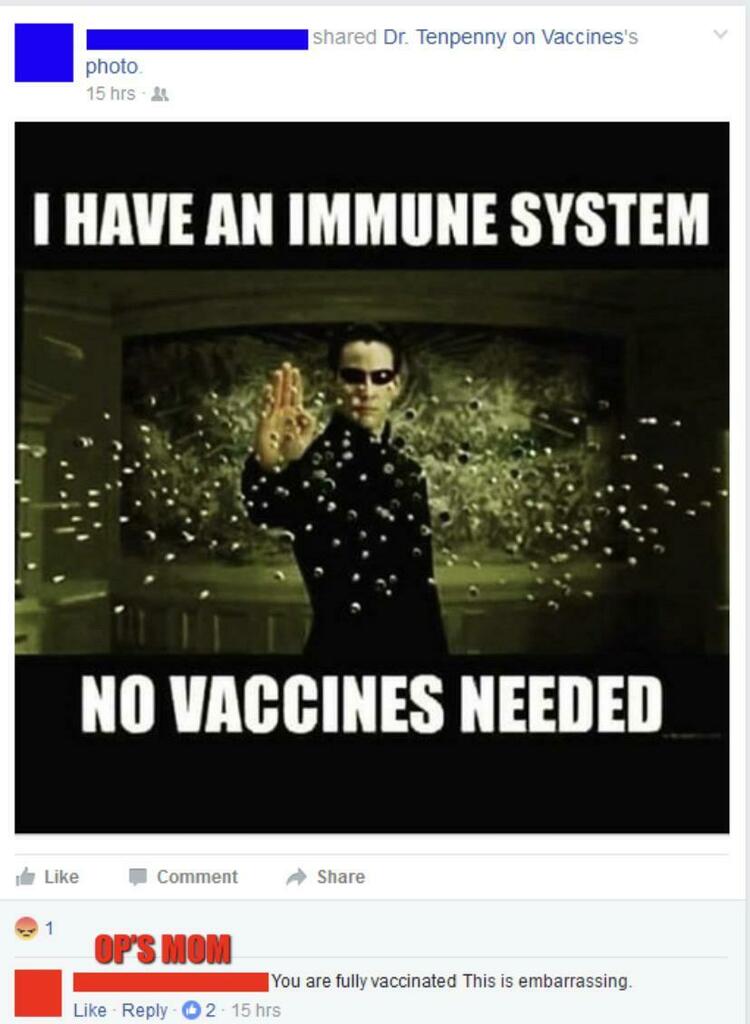 shared Dr. Tenpenny on Vaccines's
photo.
15 hrs ·
I HAVE AN IMMUNE SYSTEM
NO VACCINES NEEDED
Like Comment Share
1
OP'S MOM
You are fully vaccinated This is embarrassing.
Like · Reply · 2 · 15 hrs